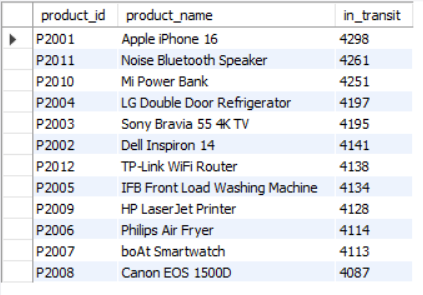 product_id product_name in_transit
P2001 Apple iPhone 16 4298
P2011 Noise Bluetooth Speaker 4261
P2010 Mi Power Bank 4251
P2004 LG Double Door Refrigerator 4197
P2003 Sony Bravia 55 4K TV 4195
P2002 Dell Inspiron 14 4141
P2012 TP-Link WiFi Router 4138
P2005 IFB Front Load Washing Machine 4134
P2009 HP LaserJet Printer 4128
P2006 Philips Air Fryer 4114
P2007 boAt Smartwatch 4113
P2008 Canon EOS 1500D 4087